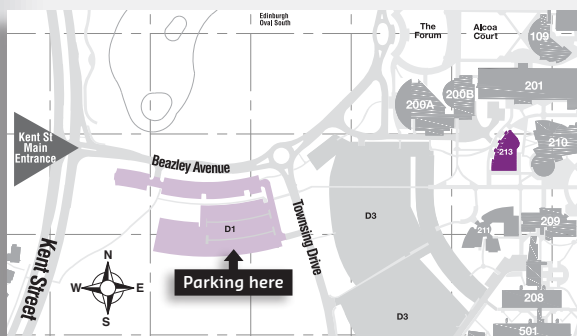 Edinburgh
Oval South
The
Forum
Alcoa
Court
109
200A
200B
201
Kent St
Main
Entrance
Beazley Avenue
213
210
D1
Townsing Drive
D3
211
209
Kent Street
N
W
E
S
Parking here
208
D3
501